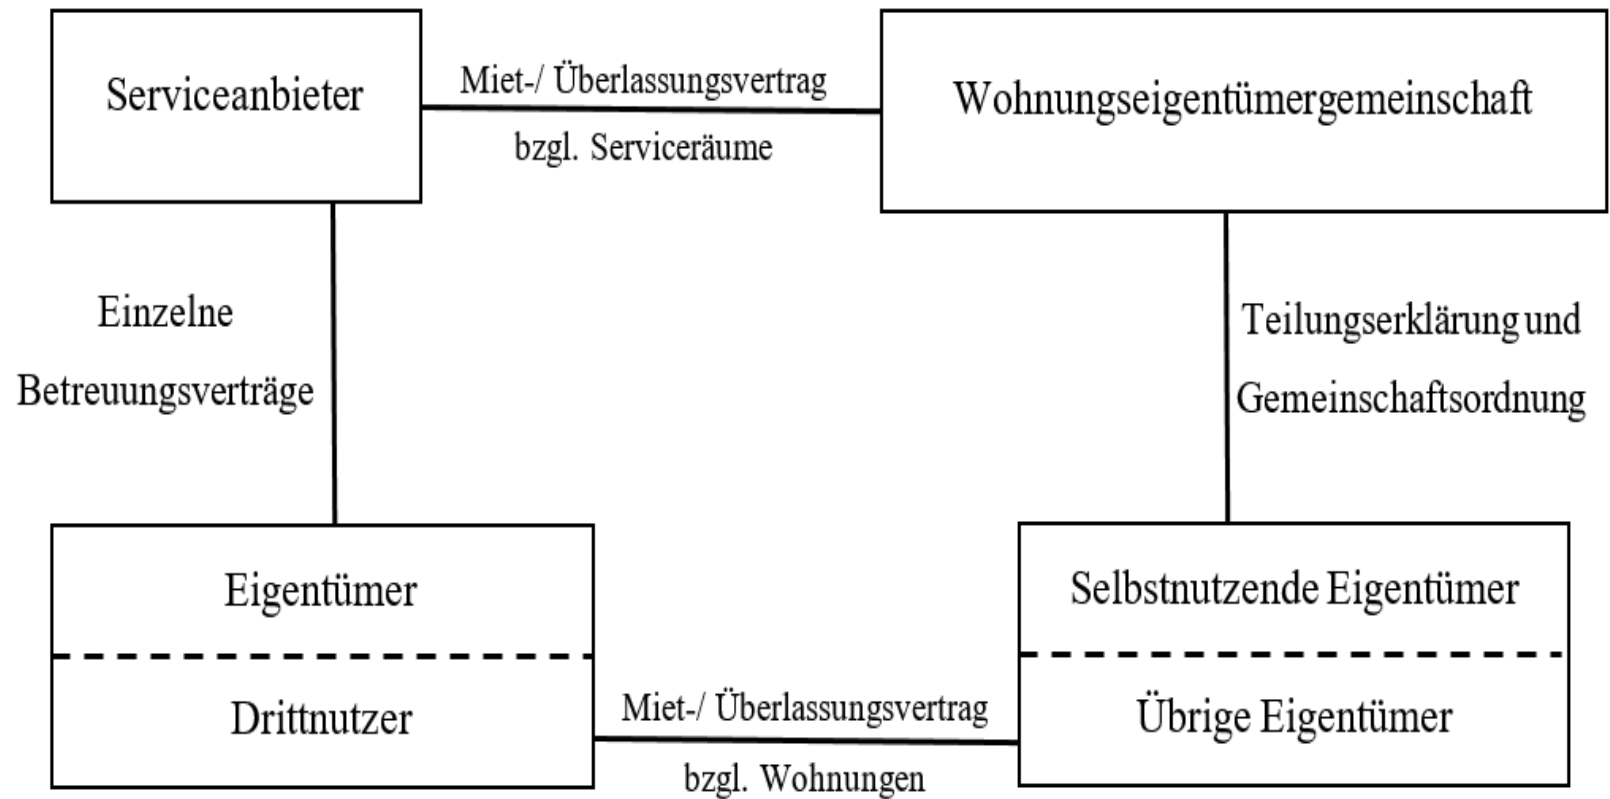 Serviceanbieter
Miet-/ Überlassungsvertrag
bzgl. Serviceräume
Wohnungseigentümergemeinschaft
Einzelne
Betreuungsverträge
Teilungserklärung und
Gemeinschaftsordnung
Eigentümer
Drittnutzer
Miet-/ Überlassungsvertrag
bzgl. Wohnungen
Selbstnutzende Eigentümer
Übrige Eigentümer